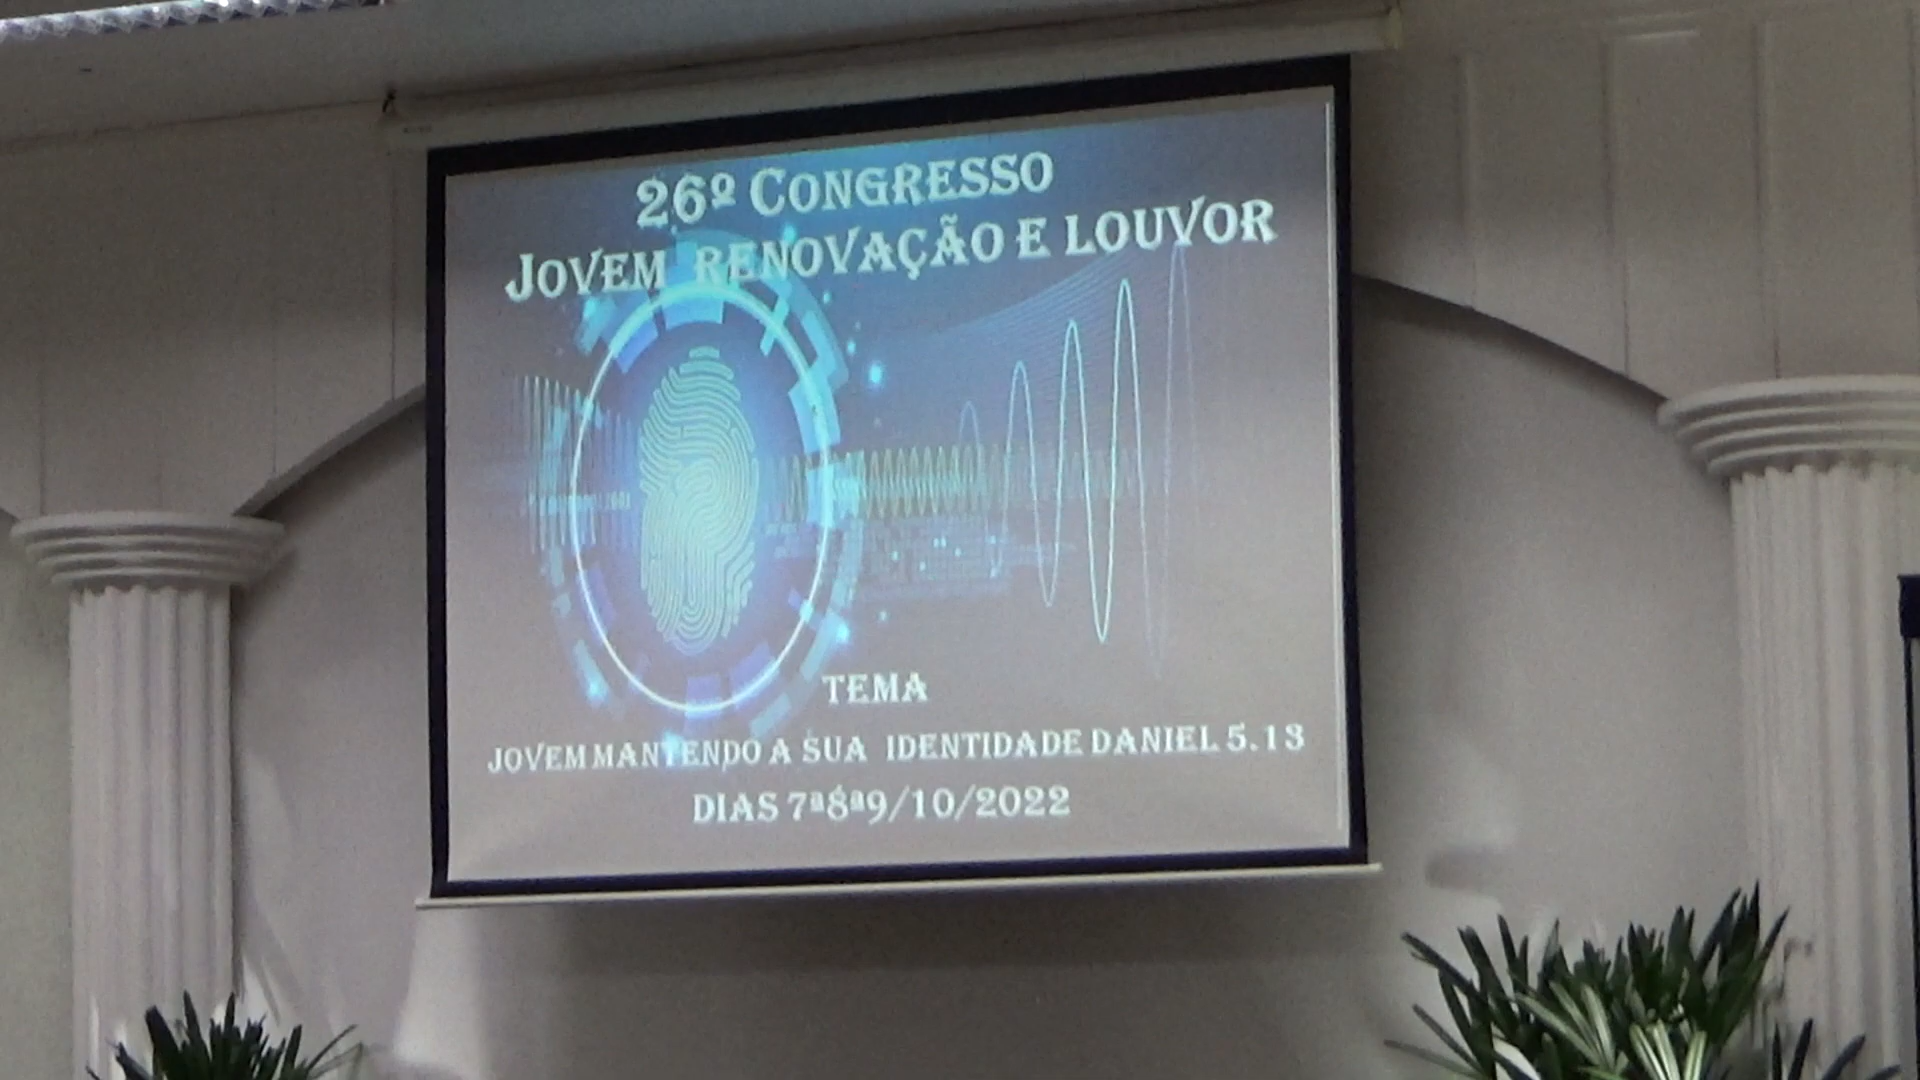 26º CONGRESSO
JOVEM RENOVAÇÃO E LOUVOR
TEMA
JOVEM MANTENDO A SUA IDENTIDADE DANIEL 5.13
DIAS 7ª8ª9/10/2022